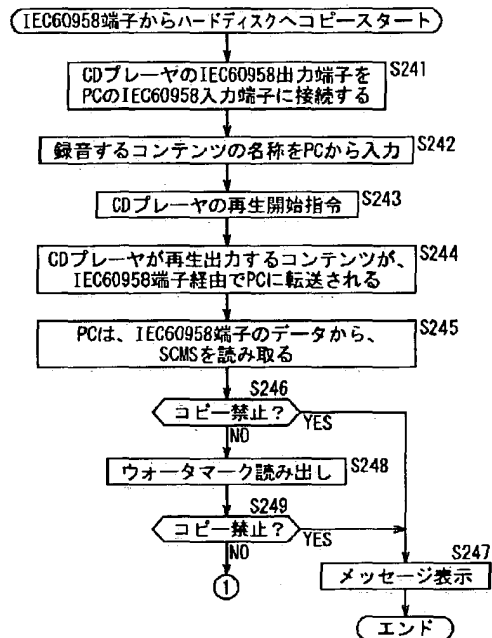 IEC60958端子からハードディスクへコピースタート
CDプレーヤのIEC60958出力端子を
PCのIEC60958入力端子に接続する
S241
録音するコンテンツの名称をPCから入力
S242
CDプレーヤの再生開始指令
S243
CDプレーヤが再生出力するコンテンツが、
IEC60958端子経由でPCに転送される
S244
PCは、IEC60958端子のデータから、
SCMSを読み取る
S245
S246
コピー禁止?
YES
NO
ウォータマーク読み出し
S248
S249
コピー禁止?
YES
NO
①
S247
メッセージ表示
エンド